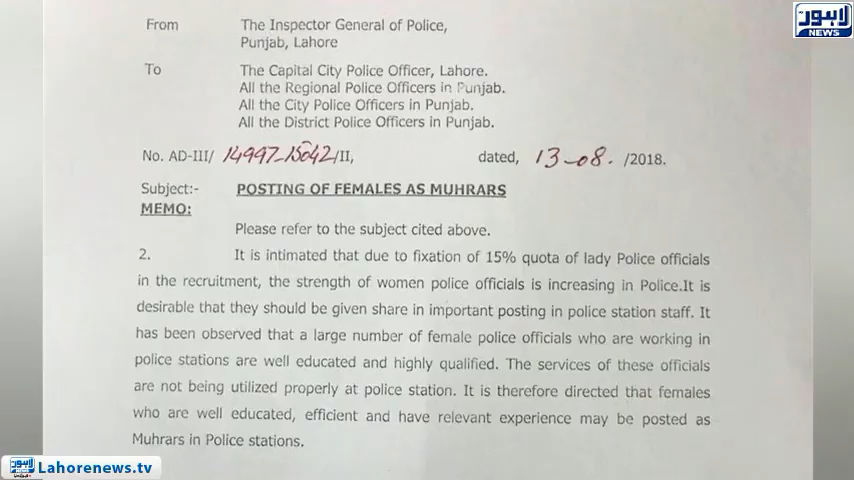 لاہور
NEWS
From The Inspector General of Police,
Punjab, Lahore
To The Capital City Police Officer, Lahore.
All the Regional Police Officers in Punjab.
All the City Police Officers in Punjab.
All the District Police Officers in Punjab.
No. AD-III/ 14997-15042/II, dated, 13-08. /2018.
Subject:- POSTING OF FEMALES AS MUHRARS
MEMO:
Please refer to the subject cited above.
2. It is intimated that due to fixation of 15% quota of lady Police officials
in the recruitment, the strength of women police officials is increasing in Police.It is
desirable that they should be given share in important posting in police station staff. It
has been observed that a large number of female police officials who are working in
police stations are well educated and highly qualified. The services of these officials
are not being utilized properly at police station. It is therefore directed that females
who are well educated, efficient and have relevant experience may be posted as
Muhrars in Police stations.
لاہور
NEWS
Lahorenews.tv